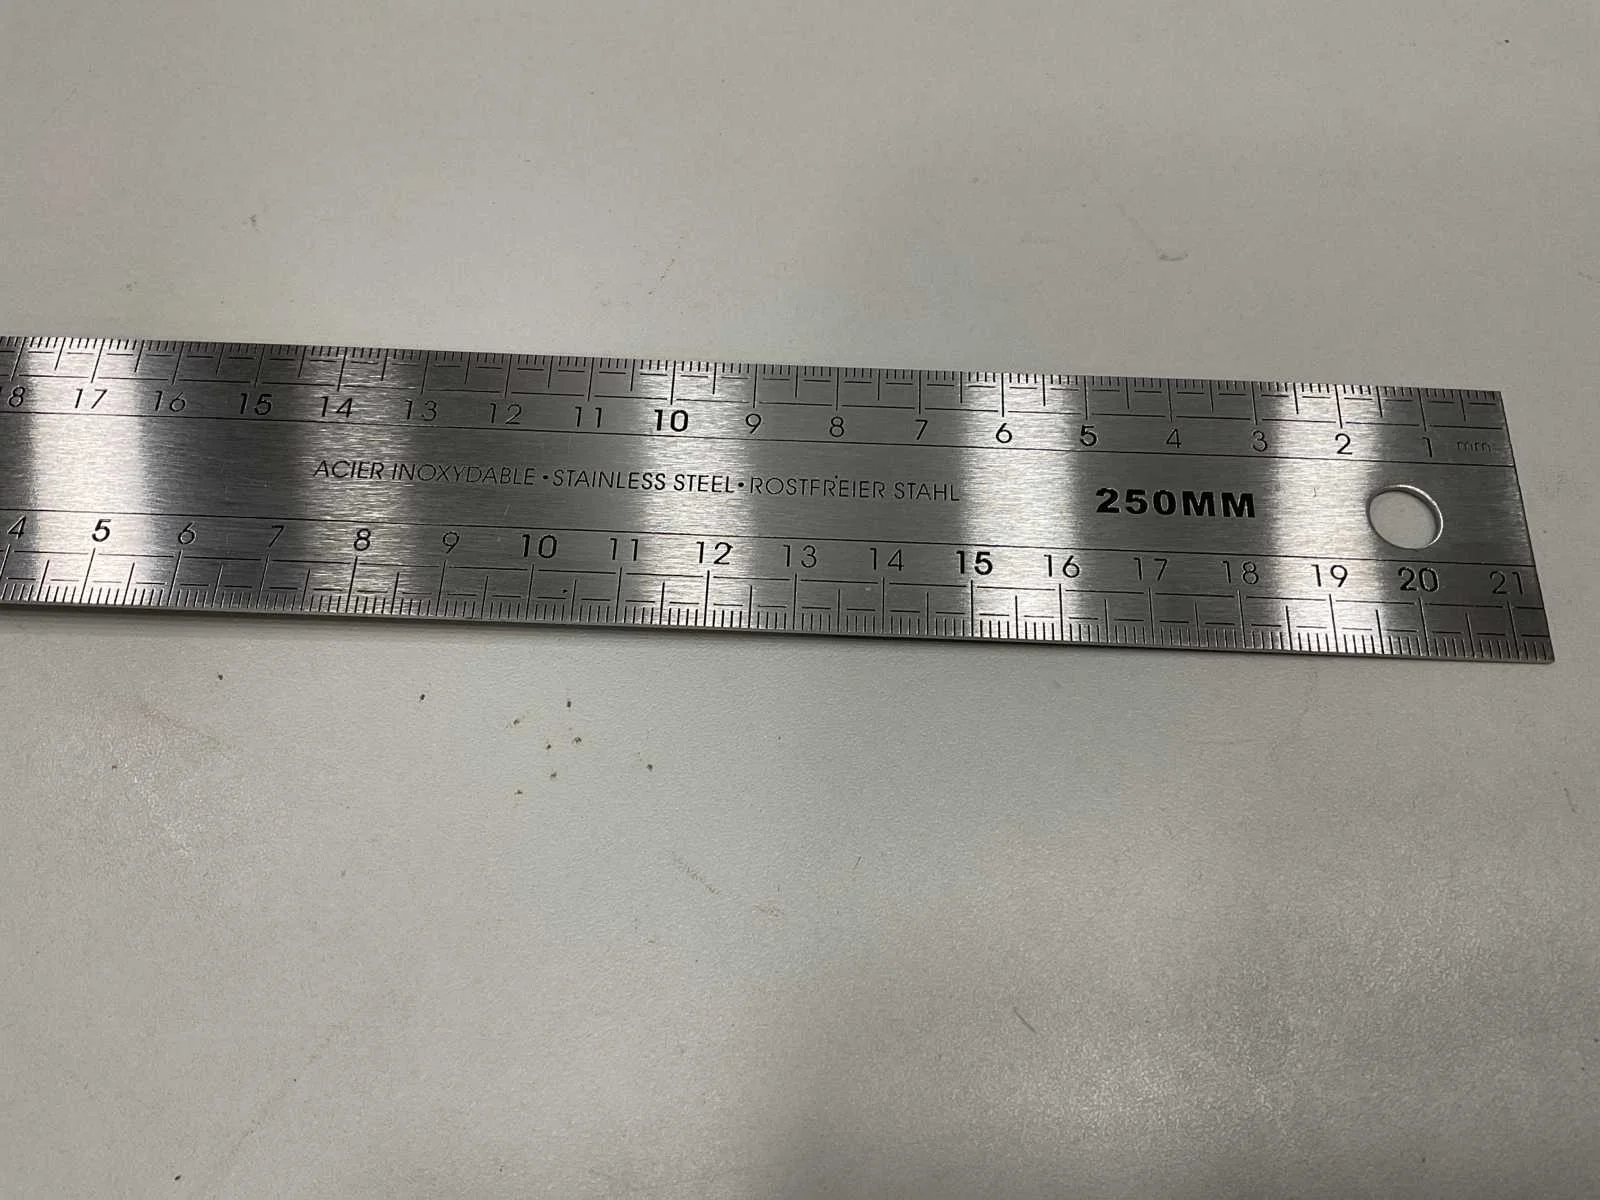 18 17 16 15 14 13 12 11 10 9 8 7 6 5 4 3 2 1 mm
ACIER INOXYDABLE • STAINLESS STEEL • ROSTFREIER STAHL
250MM
4 5 6 7 8 9 10 11 12 13 14 15 16 17 18 19 20 21